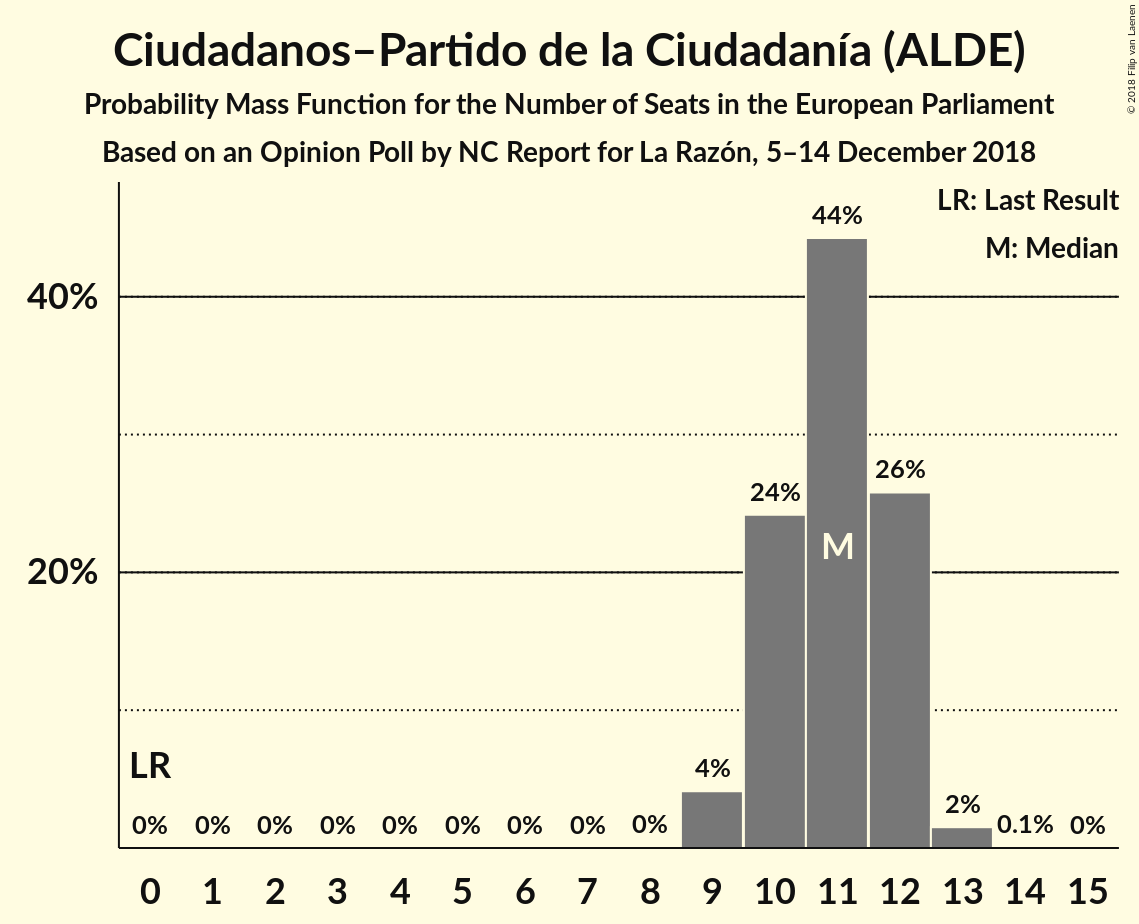 Ciudadanos–Partido de la Ciudadanía (ALDE)
Probability Mass Function for the Number of Seats in the European Parliament
Based on an Opinion Poll by NC Report for La Razón, 5–14 December 2018
© 2018 Filip van Laenen
LR: Last Result
M: Median
44%
40%
26%
24%
M
20%
LR
4%
2%
0% 0% 0% 0% 0% 0% 0% 0% 0% 0.1% 0%
0 1 2 3 4 5 6 7 8 9 10 11 12 13 14 15